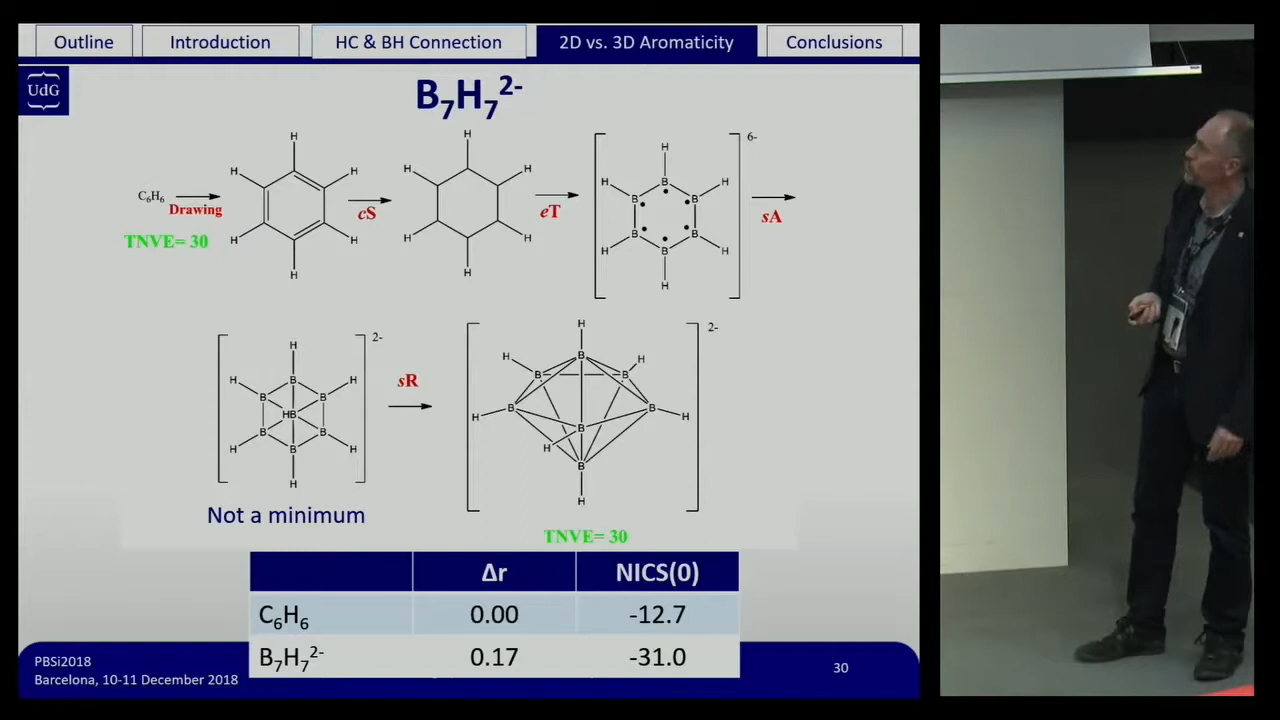 Outline Introduction HC & BH Connection 2D vs. 3D Aromaticity Conclusions
UdG
B₇H₇²⁻
H
H H
H H
H
H
H H
H H
H
6-
H
H H
B
B B
B B
B
H H
H
C₆H₆
Drawing
cS
eT
sA
TNVE= 30
2-
H
H H
B
B B
HB
B B
B
H H
H
sR
2-
H
H H
B
B B
H B B H
B
H
B
H
Not a minimum
TNVE= 30
Δr NICS(0)
C₆H₆ 0.00 -12.7
B₇H₇²⁻ 0.17 -31.0
PBSi2018
Barcelona, 10-11 December 2018
30